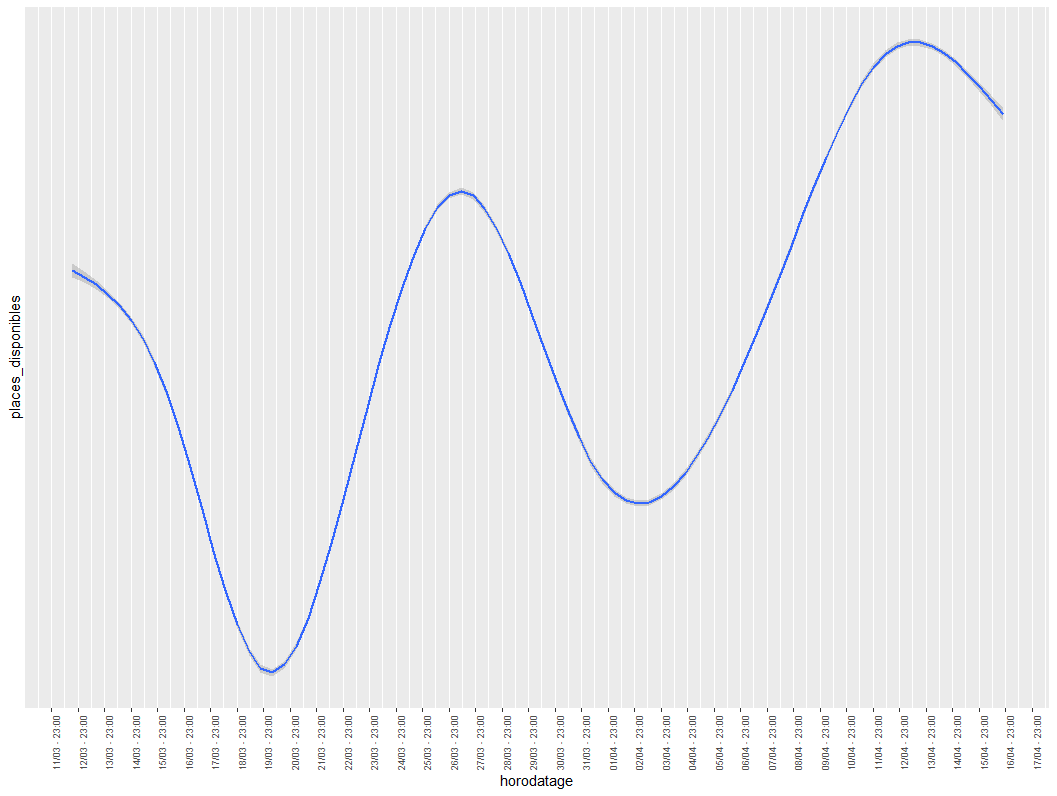 places_disponibles
11/03 - 23:00
12/03 - 23:00
13/03 - 23:00
14/03 - 23:00
15/03 - 23:00
16/03 - 23:00
17/03 - 23:00
18/03 - 23:00
19/03 - 23:00
20/03 - 23:00
21/03 - 23:00
22/03 - 23:00
23/03 - 23:00
24/03 - 23:00
25/03 - 23:00
26/03 - 23:00
27/03 - 23:00
28/03 - 23:00
29/03 - 23:00
30/03 - 23:00
31/03 - 23:00
01/04 - 23:00
02/04 - 23:00
03/04 - 23:00
04/04 - 23:00
05/04 - 23:00
06/04 - 23:00
07/04 - 23:00
08/04 - 23:00
09/04 - 23:00
10/04 - 23:00
11/04 - 23:00
12/04 - 23:00
13/04 - 23:00
14/04 - 23:00
15/04 - 23:00
16/04 - 23:00
17/04 - 23:00
horodatage